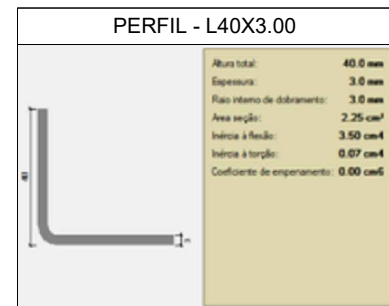 PERFIL - L40X3.00
Altura total: 40.0 mm
Espessura: 3.0 mm
Raio interno de dobramento: 3.0 mm
Area seção: 2.25 cm²
Inércia à flexão: 3.50 cm4
Inércia à torção: 0.07 cm4
Coeficiente de empenamento: 0.00 cm6
40
3